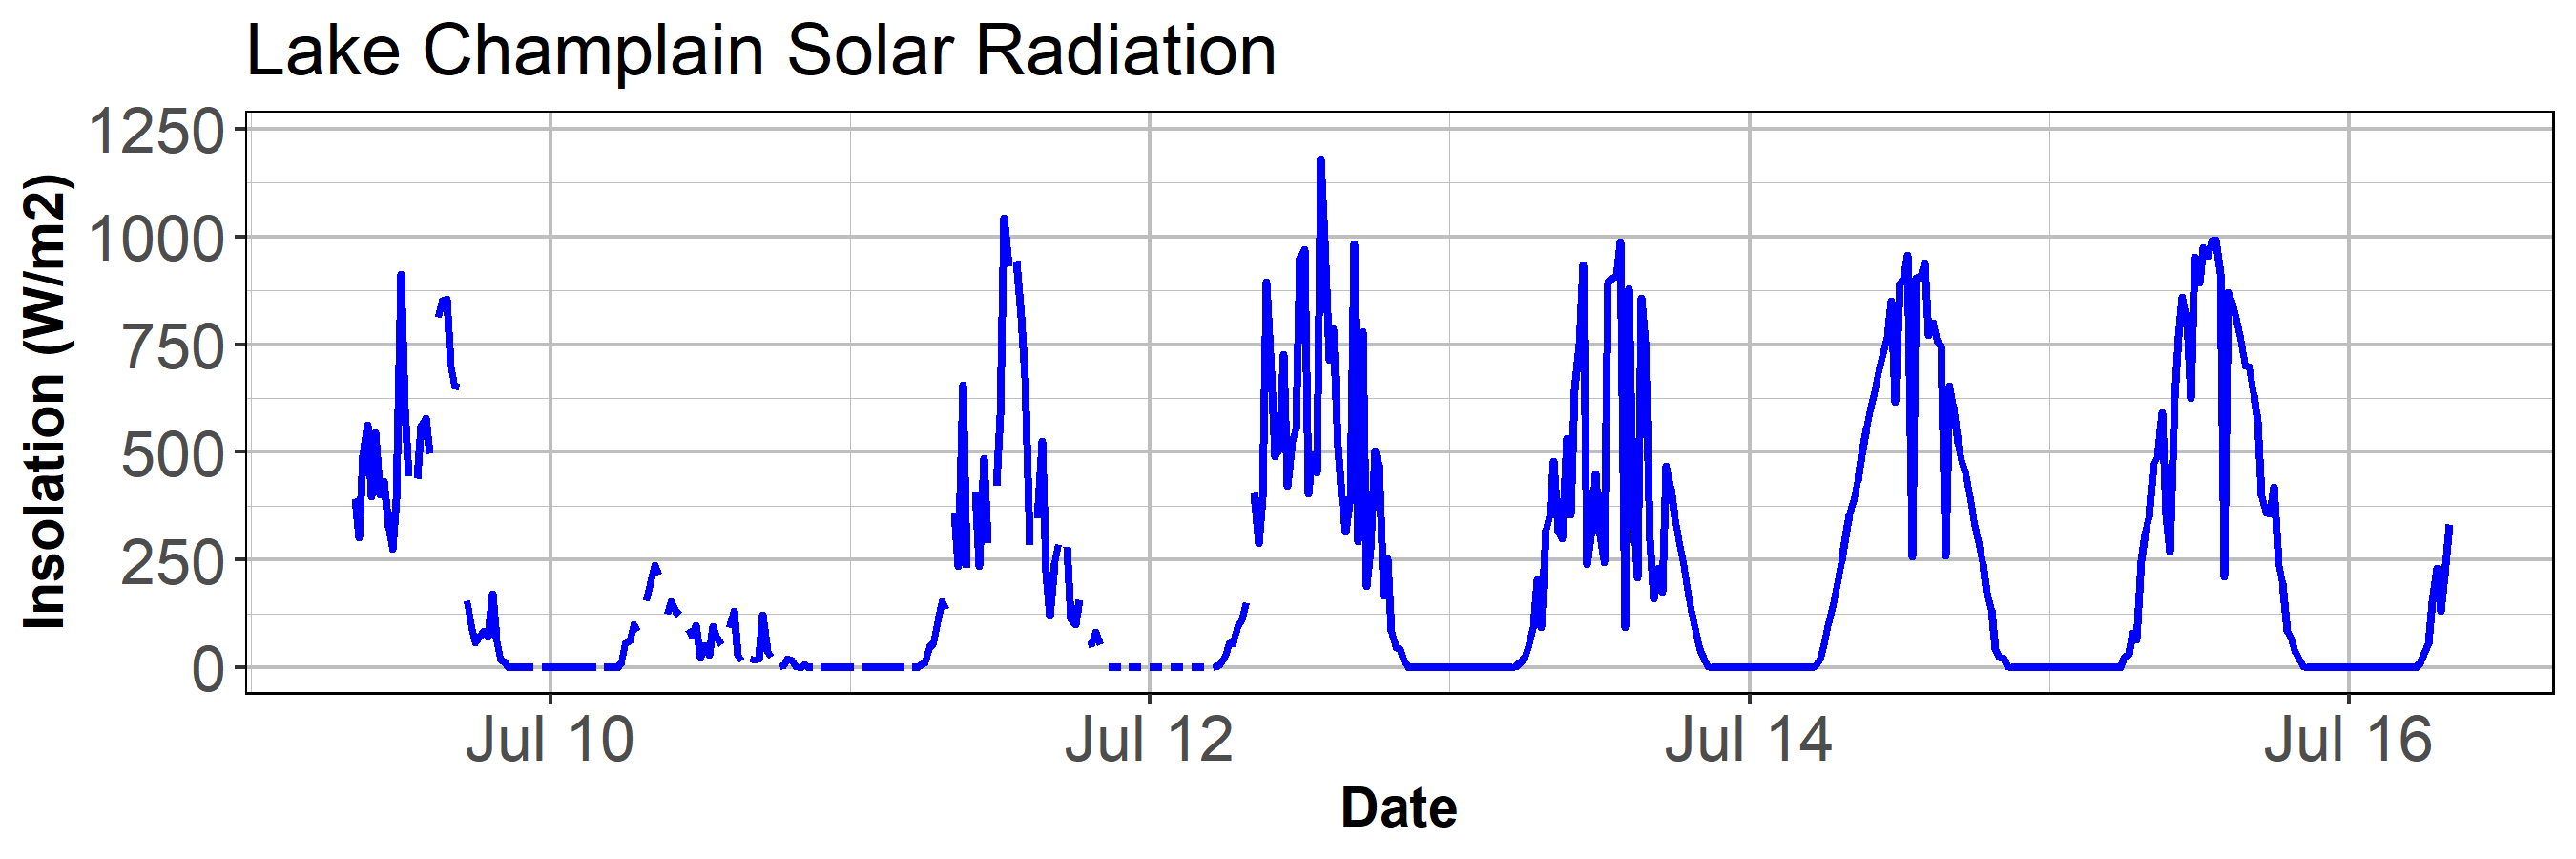 Lake Champlain Solar Radiation
Insolation (W/m2)
1250
1000
750
500
250
0
Jul 10
Jul 12
Jul 14
Jul 16
Date